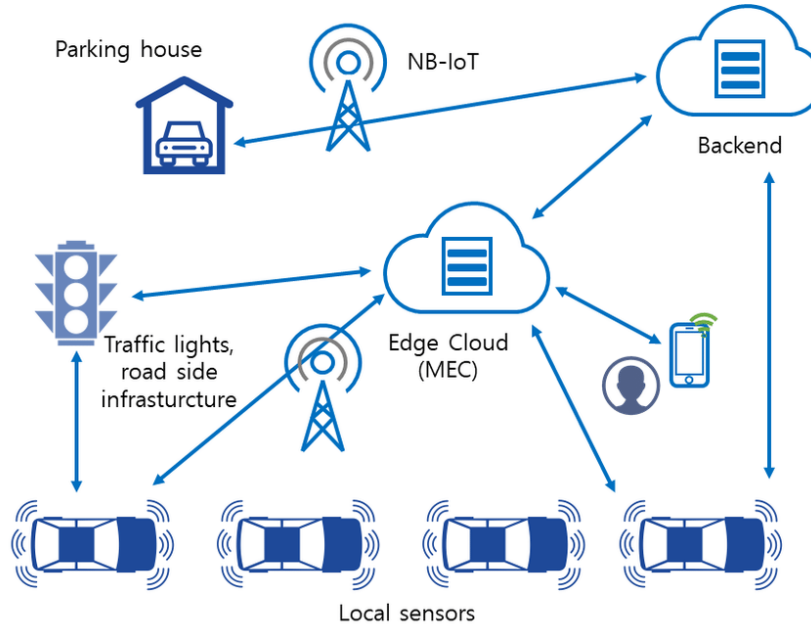 Parking house
NB-IoT
Backend
Traffic lights,
road side
infrasturcture
Edge Cloud
(MEC)
Local sensors